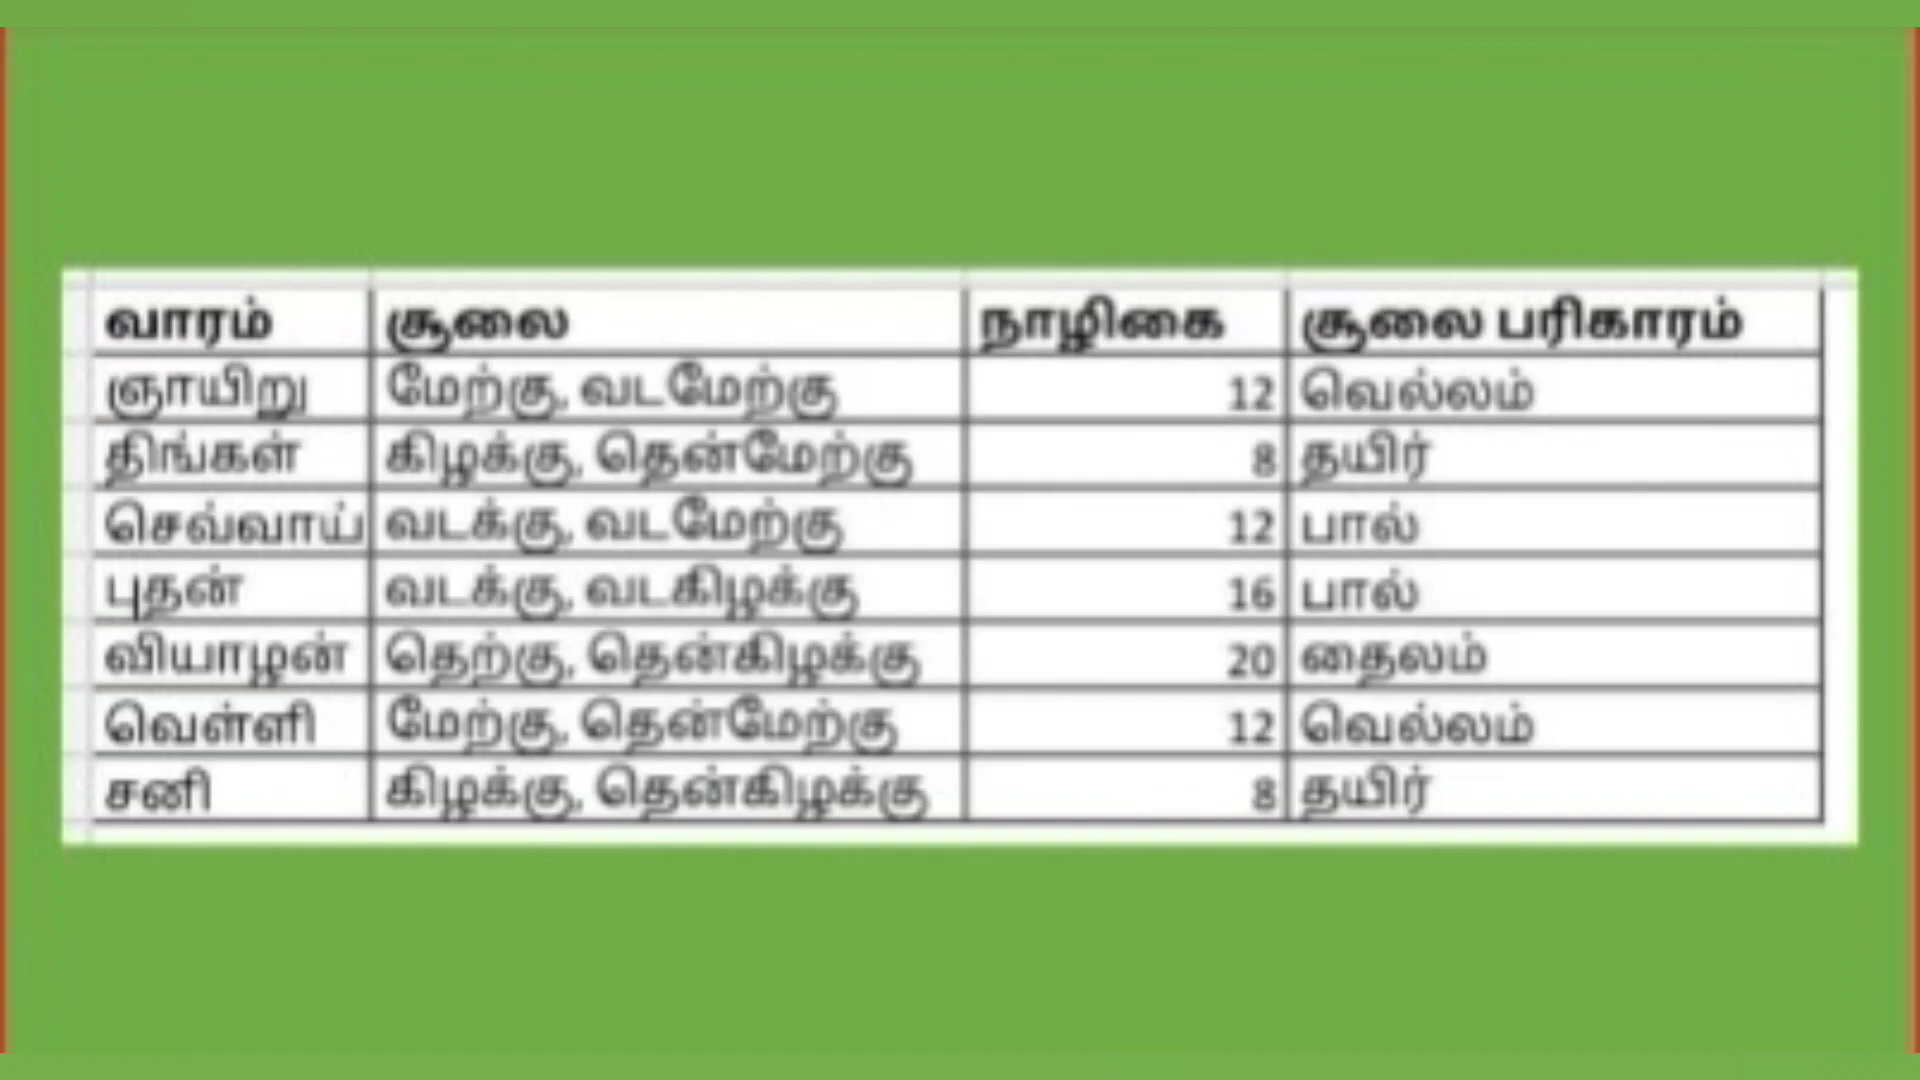 வாரம் சூலை நாழிகை சூலை பரிகாரம்
ஞாயிறு மேற்கு, வடமேற்கு 12 வெல்லம்
திங்கள் கிழக்கு, தென்மேற்கு 8 தயிர்
செவ்வாய் வடக்கு, வடமேற்கு 12 பால்
புதன் வடக்கு, வடகிழக்கு 16 பால்
வியாழன் தெற்கு, தென்கிழக்கு 20 தைலம்
வெள்ளி மேற்கு, தென்மேற்கு 12 வெல்லம்
சனி கிழக்கு, தென்கிழக்கு 8 தயிர்